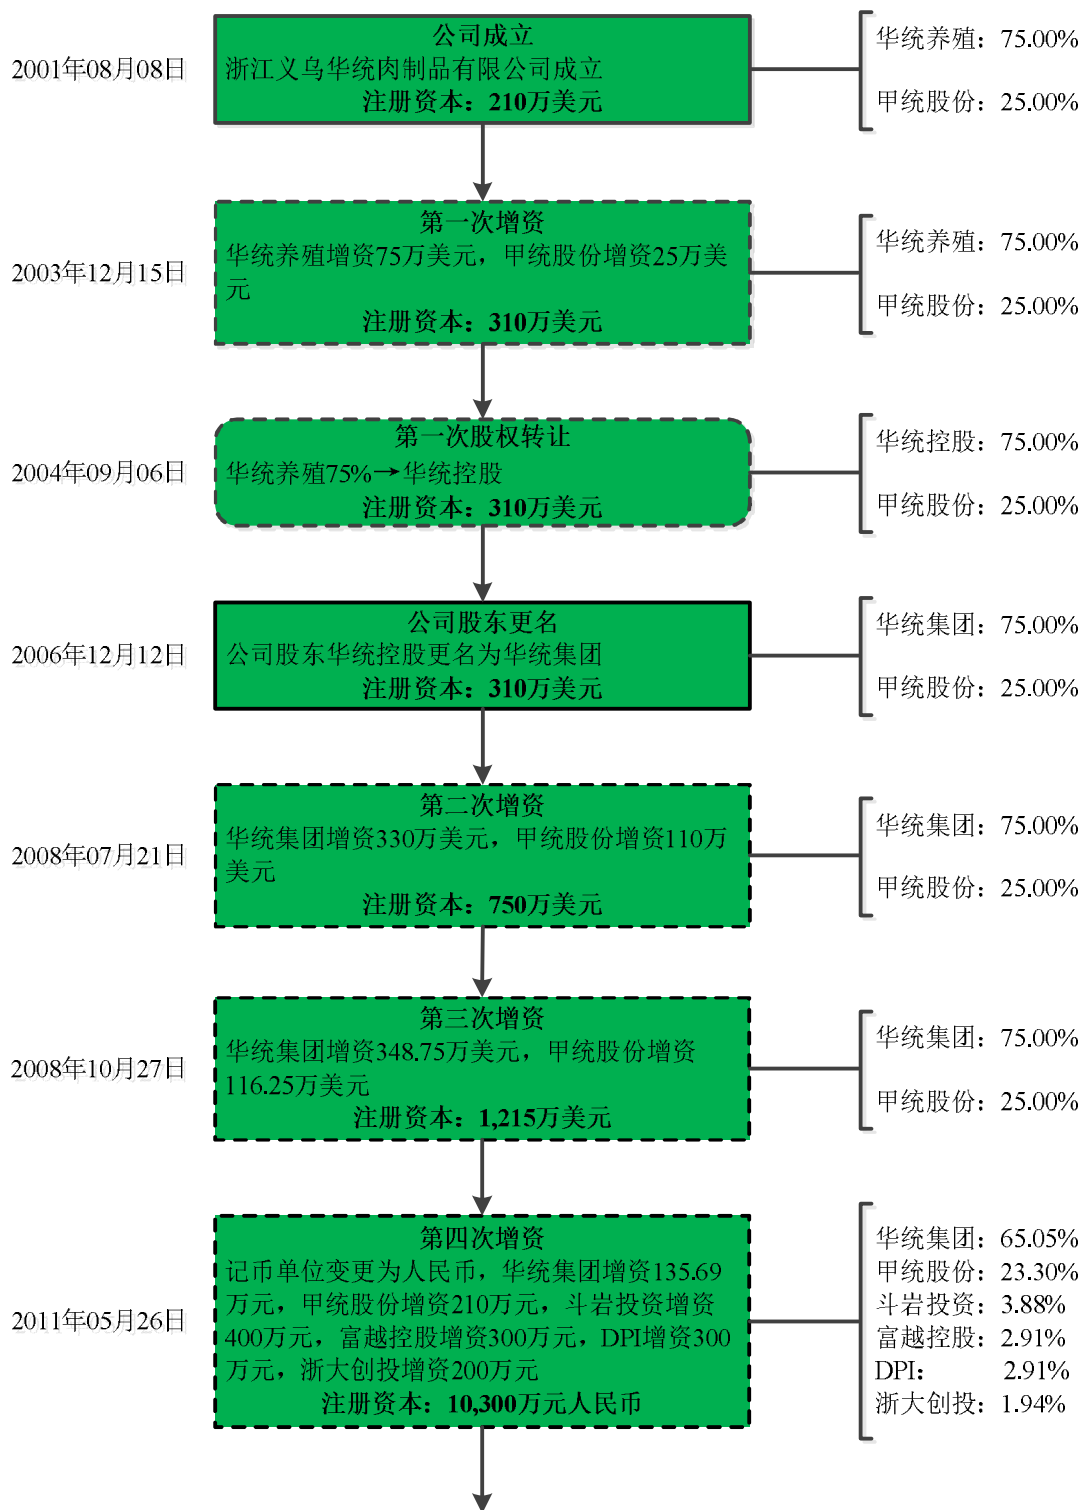 公司成立
2001年08月08日
浙江义乌华统肉制品有限公司成立
注册资本：210万美元
华统养殖：75.00%
甲统股份：25.00%
第一次增资
2003年12月15日
华统养殖增资75万美元，甲统股份增资25万美
元
注册资本：310万美元
华统养殖：75.00%
甲统股份：25.00%
第一次股权转让
2004年09月06日
华统养殖75%→华统控股
注册资本：310万美元
华统控股：75.00%
甲统股份：25.00%
公司股东更名
2006年12月12日
公司股东华统控股更名为华统集团
注册资本：310万美元
华统集团：75.00%
甲统股份：25.00%
第二次增资
2008年07月21日
华统集团增资330万美元，甲统股份增资110万
美元
注册资本：750万美元
华统集团：75.00%
甲统股份：25.00%
第三次增资
2008年10月27日
华统集团增资348.75万美元，甲统股份增资
116.25万美元
注册资本：1,215万美元
华统集团：75.00%
甲统股份：25.00%
第四次增资
2011年05月26日
记币单位变更为人民币，华统集团增资135.69
万元，甲统股份增资210万元，斗岩投资增资
400万元，富越控股增资300万元，DPI增资300
万元，浙大创投增资200万元
注册资本：10,300万元人民币
华统集团：65.05%
甲统股份：23.30%
斗岩投资：3.88%
富越控股：2.91%
DPI： 2.91%
浙大创投：1.94%